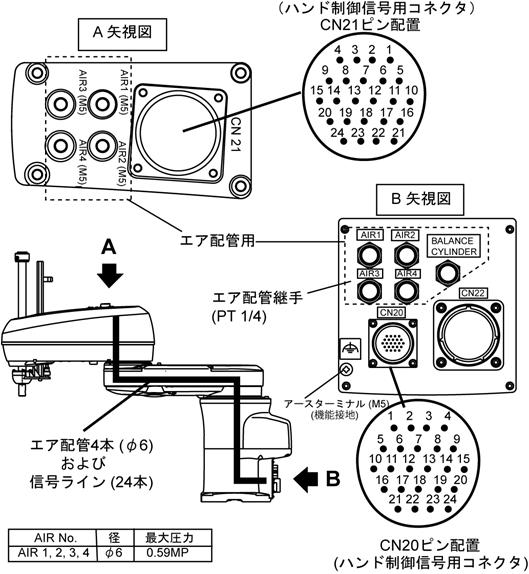 A 矢視図
(ハンド制御信号用コネクタ)
CN21ピン配置
4 3 2 1
9 8 7 6 5
15 14 13 12 11 10
20 19 18 17 16
24 23 22 21
AIR3 (M5)
AIR1 (M5)
AIR4 (M5)
AIR2 (M5)
CN 21
エア配管用
B 矢視図
AIR1
AIR2
BALANCE
CYLINDER
AIR3
AIR4
CN20
CN22
エア配管継手
(PT 1/4)
アースターミナル (M5)
(機能接地)
A
エア配管4本 (φ6)
および
信号ライン (24本)
B
1 2 3 4
5 6 7 8 9
10 11 12 13 14 15
16 17 18 19 20
21 22 23 24
CN20ピン配置
(ハンド制御信号用コネクタ)
AIR No. 径 最大圧力
AIR 1, 2, 3, 4 φ6 0.59MP